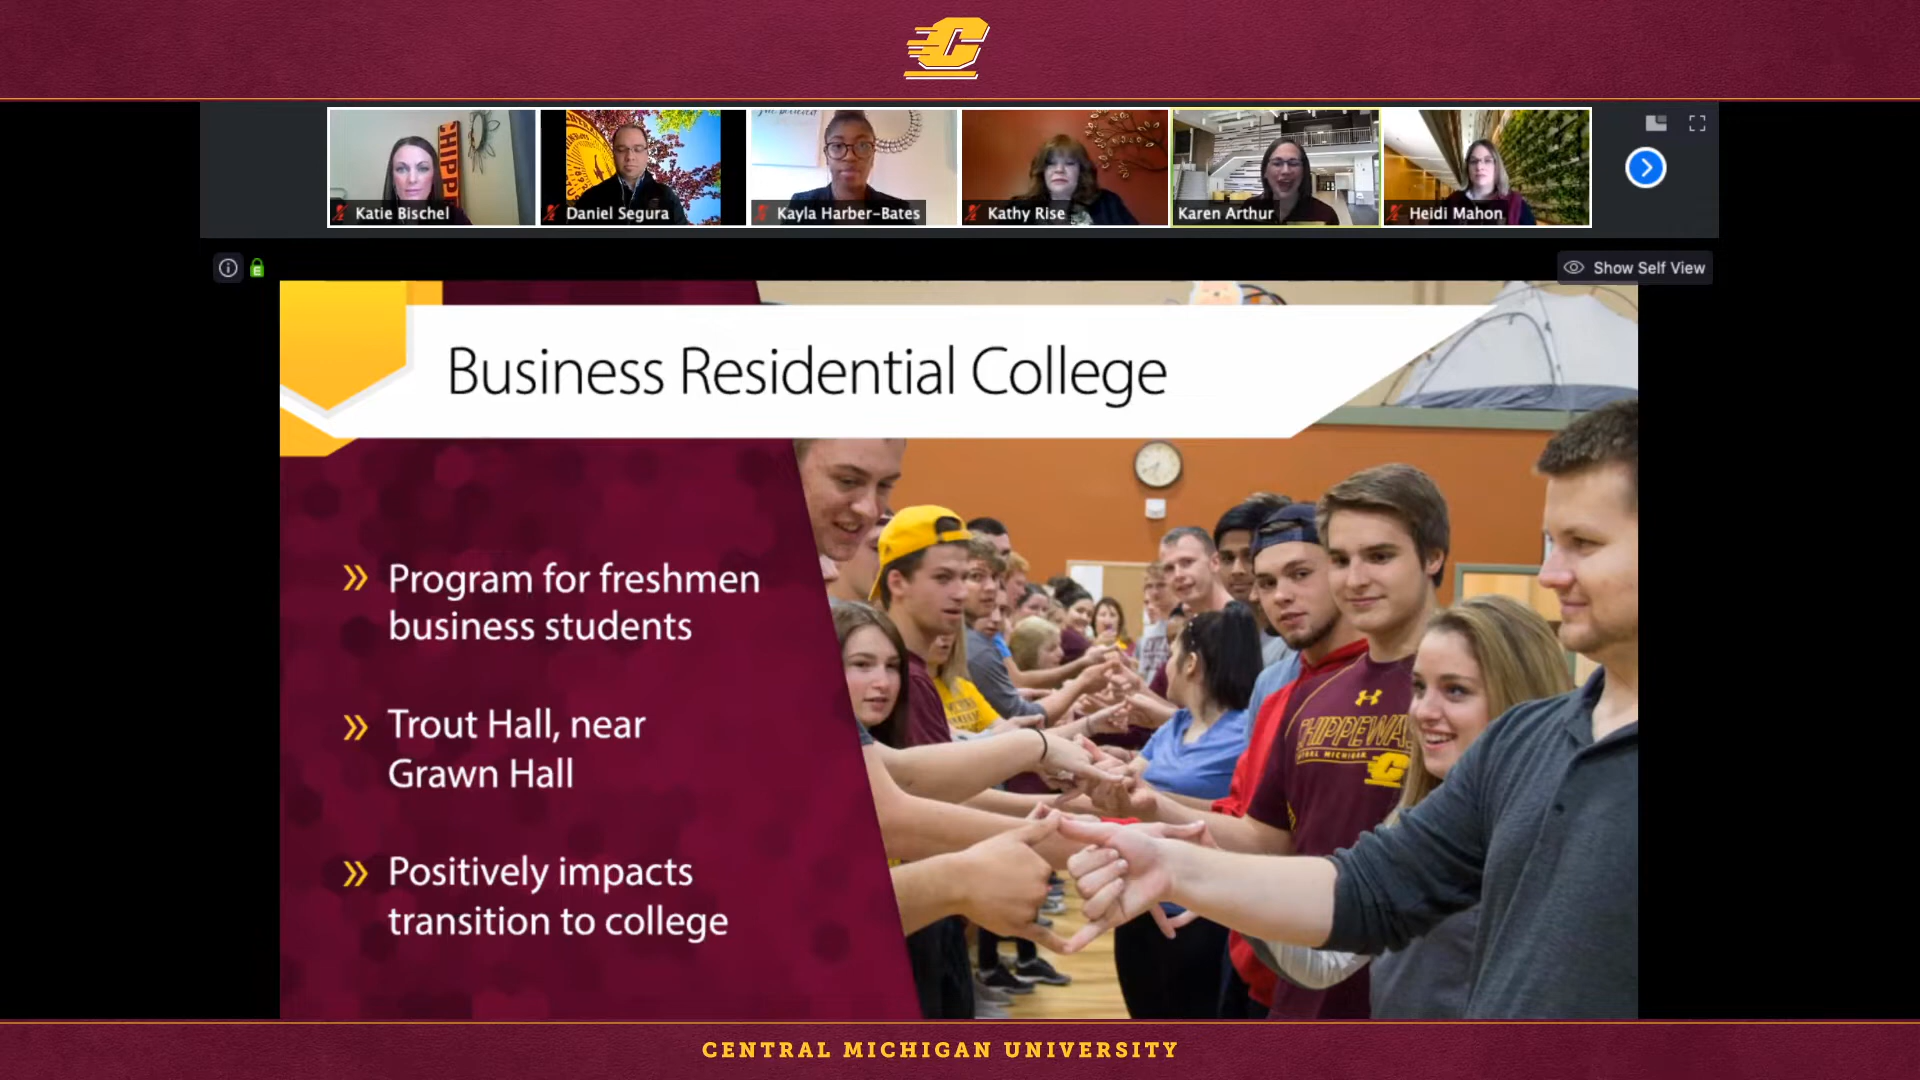 C
Katie Bischel
Daniel Segura
Kayla Harber-Bates
Kathy Rise
Karen Arthur
Heidi Mahon
Show Self View
Business Residential College
Program for freshmen
business students
Trout Hall, near
Grawn Hall
Positively impacts
transition to college
CENTRAL MICHIGAN UNIVERSITY